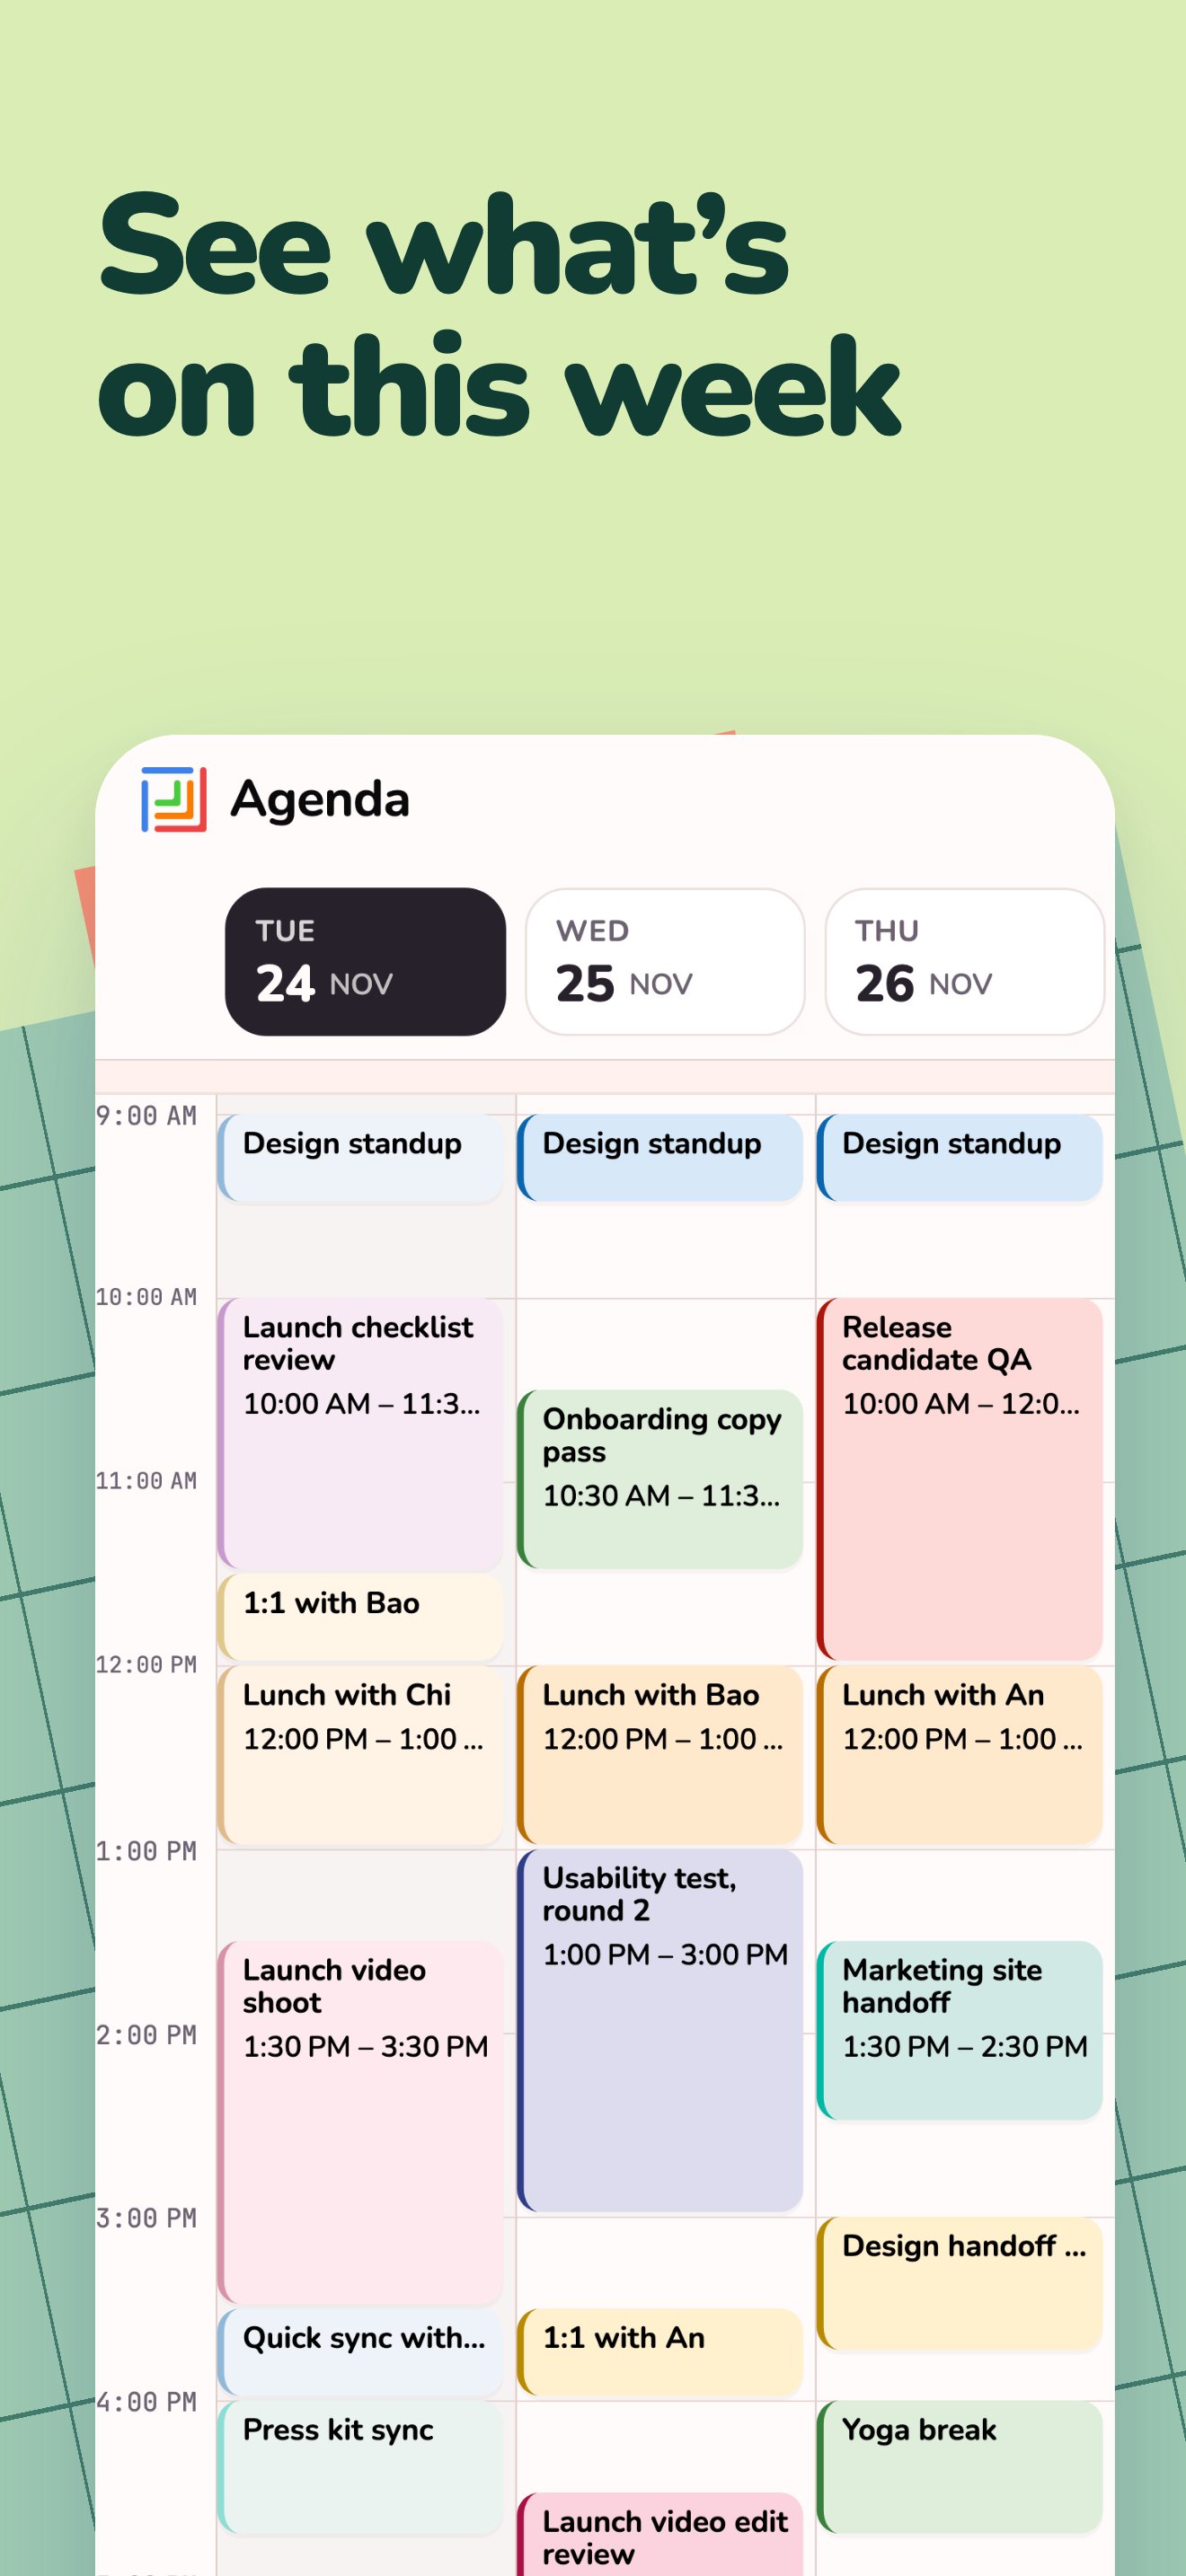 See what’s
on this week
Agenda
TUE
24 NOV
WED
25 NOV
THU
26 NOV
9:00 AM
Design standup
Design standup
Design standup
10:00 AM
Launch checklist
review
10:00 AM – 11:3...
Release
candidate QA
10:00 AM – 12:0...
Onboarding copy
pass
10:30 AM – 11:3...
11:00 AM
1:1 with Bao
12:00 PM
Lunch with Chi
12:00 PM – 1:00 ...
Lunch with Bao
12:00 PM – 1:00 ...
Lunch with An
12:00 PM – 1:00 ...
1:00 PM
Usability test,
round 2
1:00 PM – 3:00 PM
Launch video
shoot
1:30 PM – 3:30 PM
Marketing site
handoff
1:30 PM – 2:30 PM
2:00 PM
3:00 PM
Design handoff ...
Quick sync with...
1:1 with An
4:00 PM
Press kit sync
Yoga break
Launch video edit
review